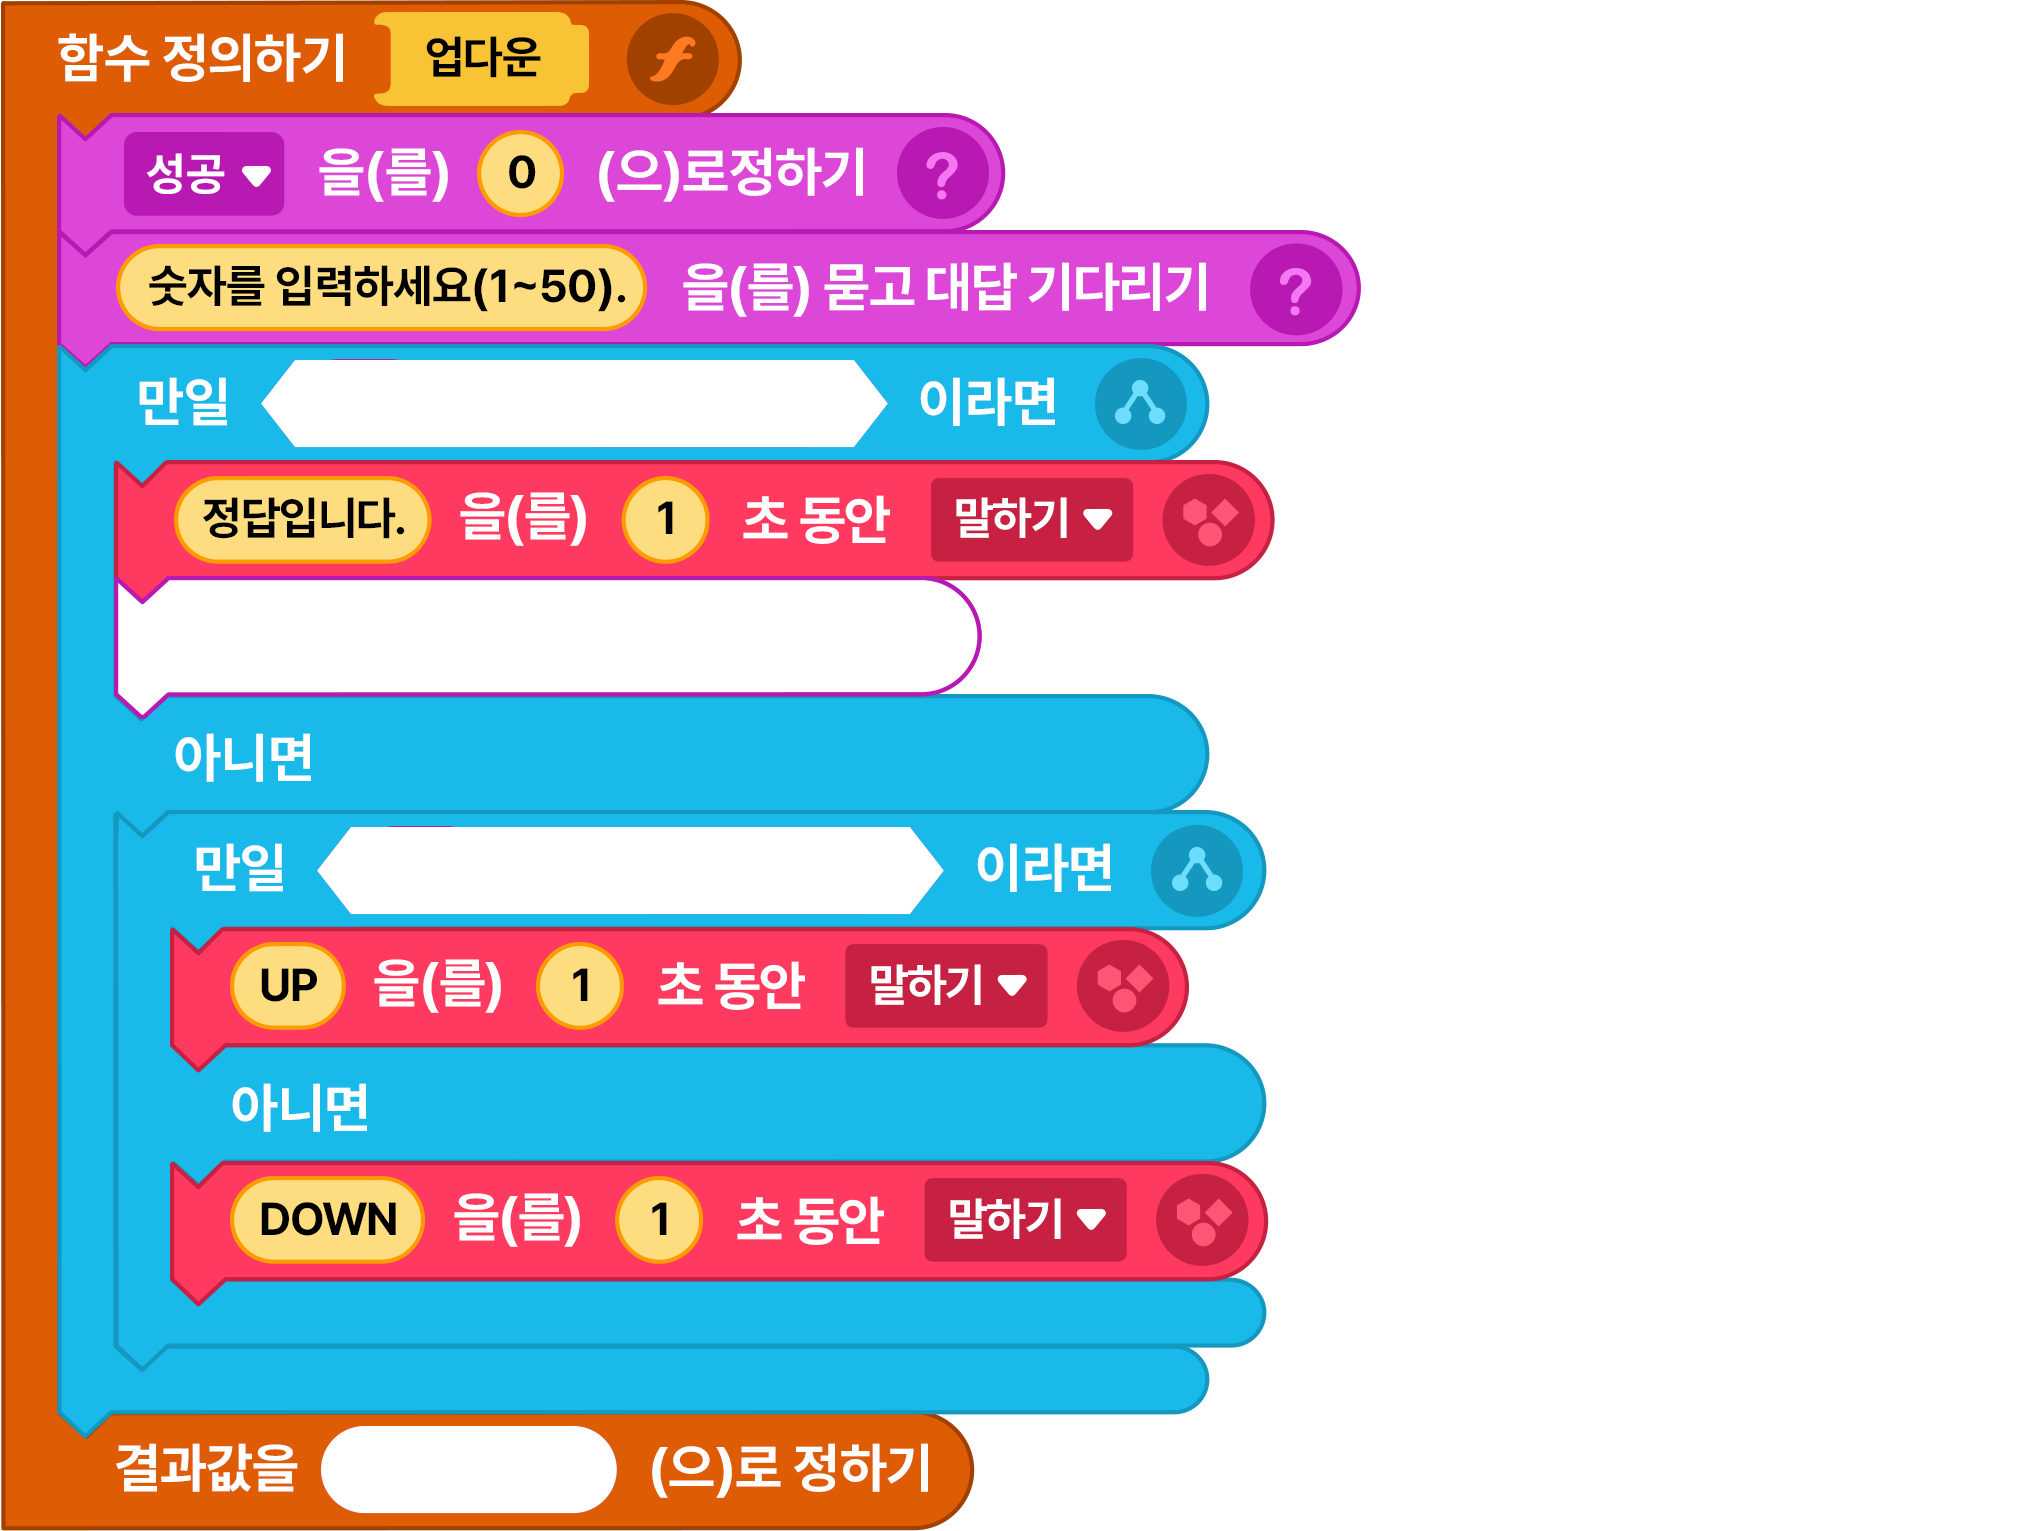 함수 정의하기 업다운
성공 을(를) 0 (으)로정하기 ?
숫자를 입력하세요(1~50). 을(를) 묻고 대답 기다리기 ?
만일 이라면
정답입니다. 을(를) 1 초 동안 말하기
아니면
만일 이라면
UP 을(를) 1 초 동안 말하기
아니면
DOWN 을(를) 1 초 동안 말하기
결과값을 (으)로 정하기